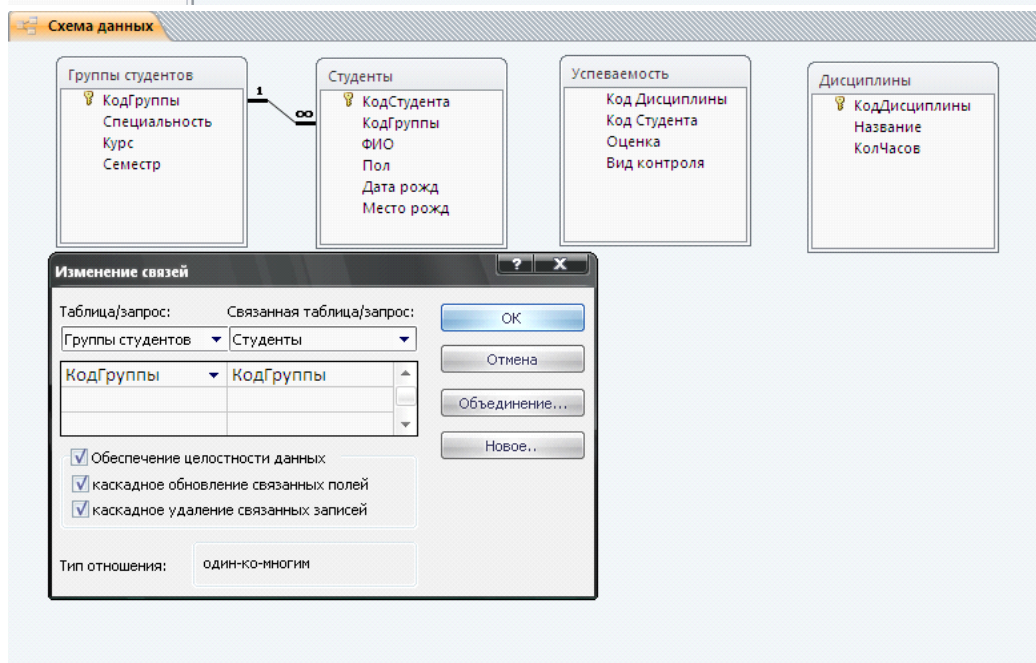 Схема данных
Группы студентов
КодГруппы
Специальность
Курс
Семестр
1
∞
Студенты
КодСтудента
КодГруппы
ФИО
Пол
Дата рожд
Место рожд
Успеваемость
Код Дисциплины
Код Студента
Оценка
Вид контроля
Дисциплины
КодДисциплины
Название
КолЧасов
Изменение связей
? X
Таблица/запрос: Связанная таблица/запрос:
Группы студентов Студенты
КодГруппы КодГруппы
Обеспечение целостности данных
каскадное обновление связанных полей
каскадное удаление связанных записей
Тип отношения: один-ко-многим
ОК
Отмена
Объединение...
Новое..